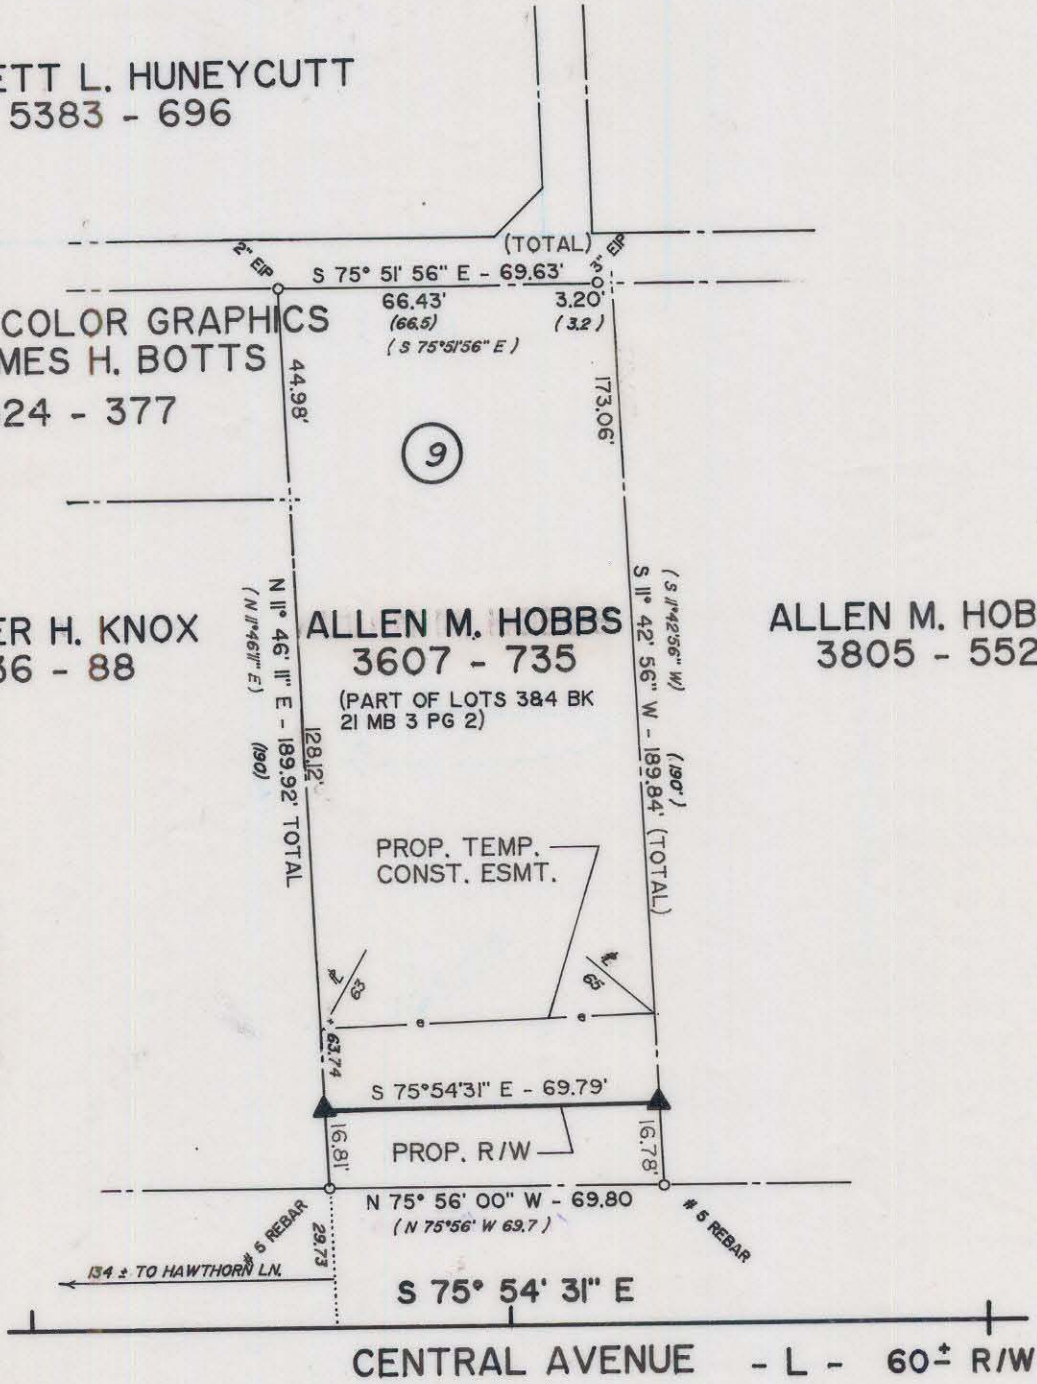 ETT L. HUNEYCUTT
5383 - 696
(TOTAL)
2" EIP
3" EIP
S 75° 51' 56" E - 69.63'
66.43'
3.20'
(66.5)
(3.2)
(S 75°51'56" E)
COLOR GRAPHICS
MES H. BOTTS
24 - 377
44.98'
173.06'
9
ER H. KNOX
36 - 88
N 11° 46' 11" E - 189.92' TOTAL
(N 11°46'11" E)
(190)
128.12'
ALLEN M. HOBBS
3607 - 735
(PART OF LOTS 3&4 BK
21 MB 3 PG 2)
S 11° 42' 56" W - 189.84' (TOTAL)
(S 11°42'56" W)
(190')
ALLEN M. HOB
3805 - 552
PROP. TEMP.
CONST. ESMT.
63
65
e
e
+ 63.74
S 75°54'31" E - 69.79'
16.81'
PROP. R/W
16.78'
N 75° 56' 00" W - 69.80
(N 75°56' W 69.7)
# 5 REBAR
# 5 REBAR
29.73
134 ± TO HAWTHORN LN.
S 75° 54' 31" E
CENTRAL AVENUE - L - 60± R/W